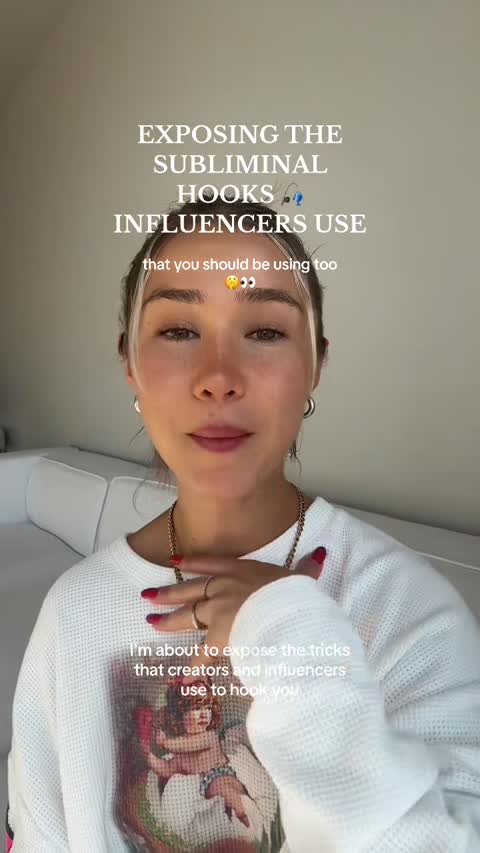 EXPOSING THE
SUBLIMINAL
HOOKS 🎣
INFLUENCERS USE
that you should be using too
🤫👀
I'm about to expose the tricks
that creators and influencers
use to hook you